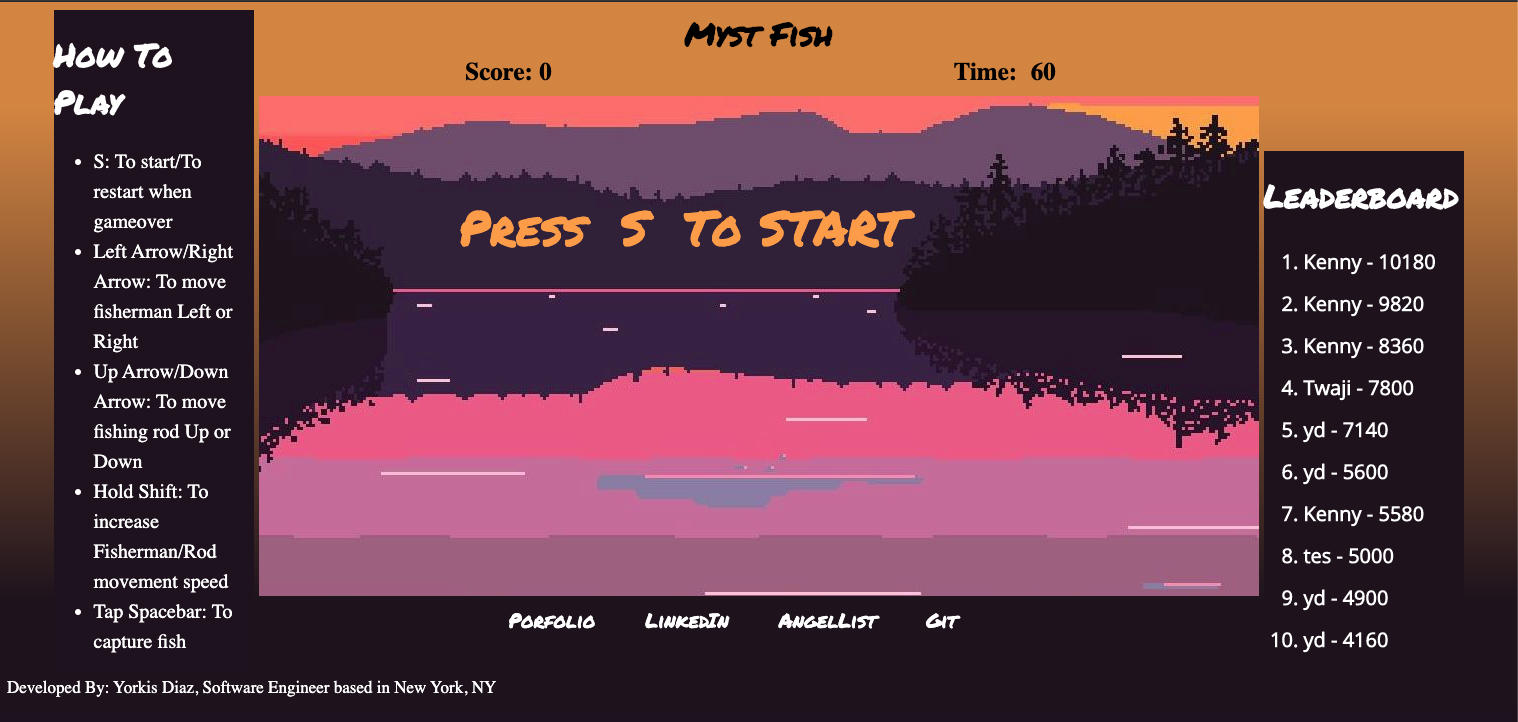 How To
Play
S: To start/To
restart when
gameover
Left Arrow/Right
Arrow: To move
fisherman Left or
Right
Up Arrow/Down
Arrow: To move
fishing rod Up or
Down
Hold Shift: To
increase
Fisherman/Rod
movement speed
Tap Spacebar: To
capture fish
Myst Fish
Score: 0 Time: 60
Press S To START
Porfolio LinkedIn AngelList Git
Leaderboard
1. Kenny - 10180
2. Kenny - 9820
3. Kenny - 8360
4. Twaji - 7800
5. yd - 7140
6. yd - 5600
7. Kenny - 5580
8. tes - 5000
9. yd - 4900
10. yd - 4160
Developed By: Yorkis Diaz, Software Engineer based in New York, NY